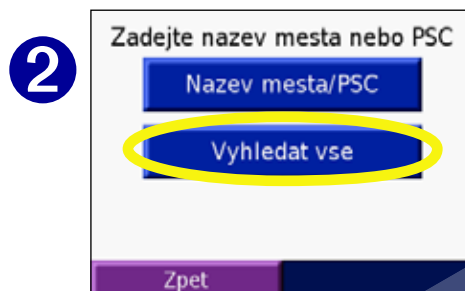 2
Zadejte nazev mesta nebo PSC
Nazev mesta/PSC
Vyhledat vse
Zpet